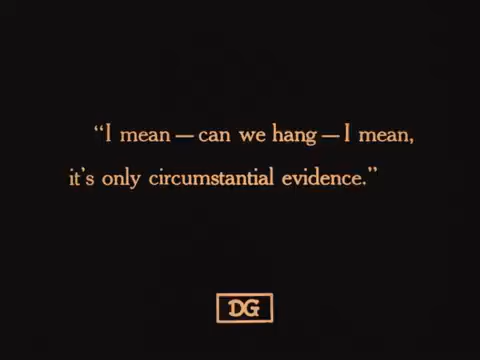 “I mean — can we hang — I mean,
it's only circumstantial evidence.”
DG